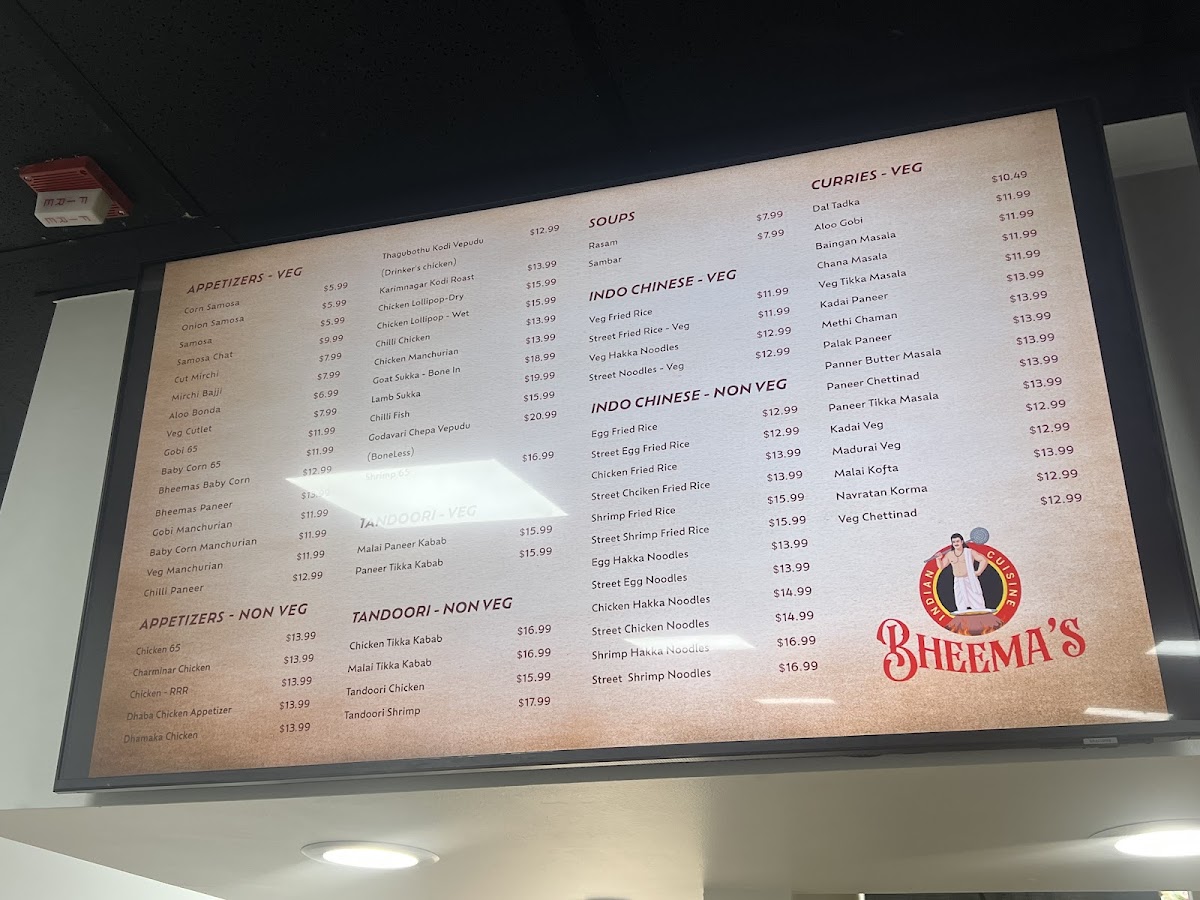 FIRE
FIRE
APPETIZERS - VEG
Corn Samosa $5.99
Onion Samosa $5.99
Samosa $5.99
Samosa Chat $9.99
Cut Mirchi $7.99
Mirchi Bajji $7.99
Aloo Bonda $6.99
Veg Cutlet $7.99
Gobi 65 $11.99
Baby Corn 65 $11.99
Bheemas Baby Corn $12.99
Bheemas Paneer
Gobi Manchurian $11.99
Baby Corn Manchurian $11.99
Veg Manchurian $11.99
Chilli Paneer $12.99
APPETIZERS - NON VEG
Chicken 65 $13.99
Charminar Chicken $13.99
Chicken - RRR $13.99
Dhaba Chicken Appetizer $13.99
Dhamaka Chicken $13.99
Thagubothu Kodi Vepudu $12.99
(Drinker's chicken)
Karimnagar Kodi Roast $13.99
Chicken Lollipop-Dry $15.99
Chicken Lollipop - Wet $15.99
Chilli Chicken $13.99
Chicken Manchurian $13.99
Goat Sukka - Bone In $18.99
Lamb Sukka $19.99
Chilli Fish $15.99
Godavari Chepa Vepudu $20.99
(Boneless)
Shrimp 65 $16.99
TANDOORI - VEG
Malai Paneer Kabab $15.99
Paneer Tikka Kabab $15.99
TANDOORI - NON VEG
Chicken Tikka Kabab $16.99
Malai Tikka Kabab $16.99
Tandoori Chicken $15.99
Tandoori Shrimp $17.99
SOUPS
Rasam $7.99
Sambar $7.99
INDO CHINESE - VEG
Veg Fried Rice $11.99
Street Fried Rice - Veg $11.99
Veg Hakka Noodles $12.99
Street Noodles - Veg $12.99
INDO CHINESE - NON VEG
Egg Fried Rice $12.99
Street Egg Fried Rice $12.99
Chicken Fried Rice $13.99
Street Chciken Fried Rice $13.99
Shrimp Fried Rice $15.99
Street Shrimp Fried Rice $15.99
Egg Hakka Noodles $13.99
Street Egg Noodles $13.99
Chicken Hakka Noodles $14.99
Street Chicken Noodles $14.99
Shrimp Hakka Noodles $16.99
Street Shrimp Noodles $16.99
CURRIES - VEG
Dal Tadka $10.49
Aloo Gobi $11.99
Baingan Masala $11.99
Chana Masala $11.99
Veg Tikka Masala $11.99
Kadai Paneer $13.99
Methi Chaman $13.99
Palak Paneer $13.99
Panner Butter Masala $13.99
Paneer Chettinad $13.99
Paneer Tikka Masala $13.99
Kadai Veg $12.99
Madurai Veg $12.99
Malai Kofta $13.99
Navratan Korma $12.99
Veg Chettinad $12.99
INDIAN CUISINE
BHEEMA'S